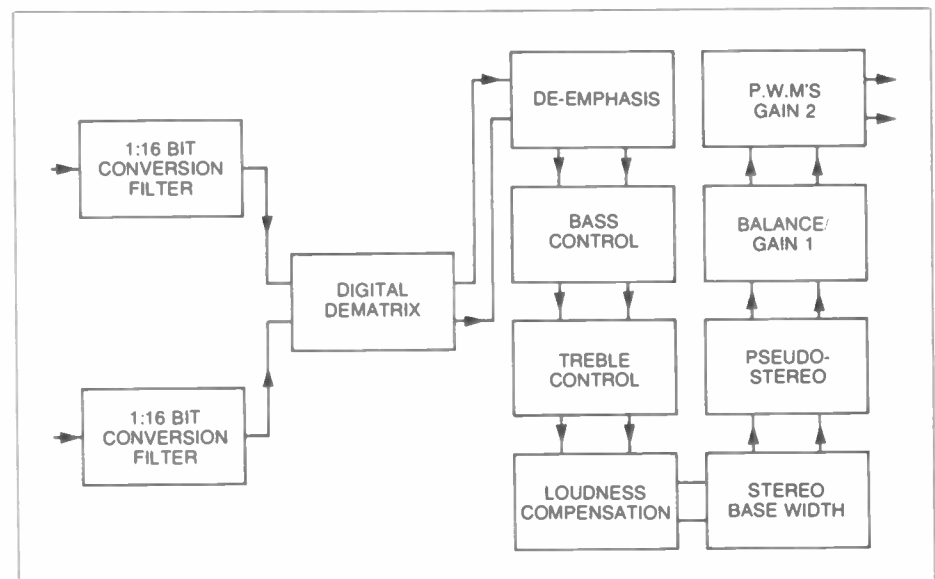 1:16 BIT
CONVERSION
FILTER
1:16 BIT
CONVERSION
FILTER
DIGITAL
DEMATRIX
DE-EMPHASIS
BASS
CONTROL
TREBLE
CONTROL
LOUDNESS
COMPENSATION
STEREO
BASE WIDTH
PSEUDO-
STEREO
BALANCE/
GAIN 1
P.W.M'S
GAIN 2